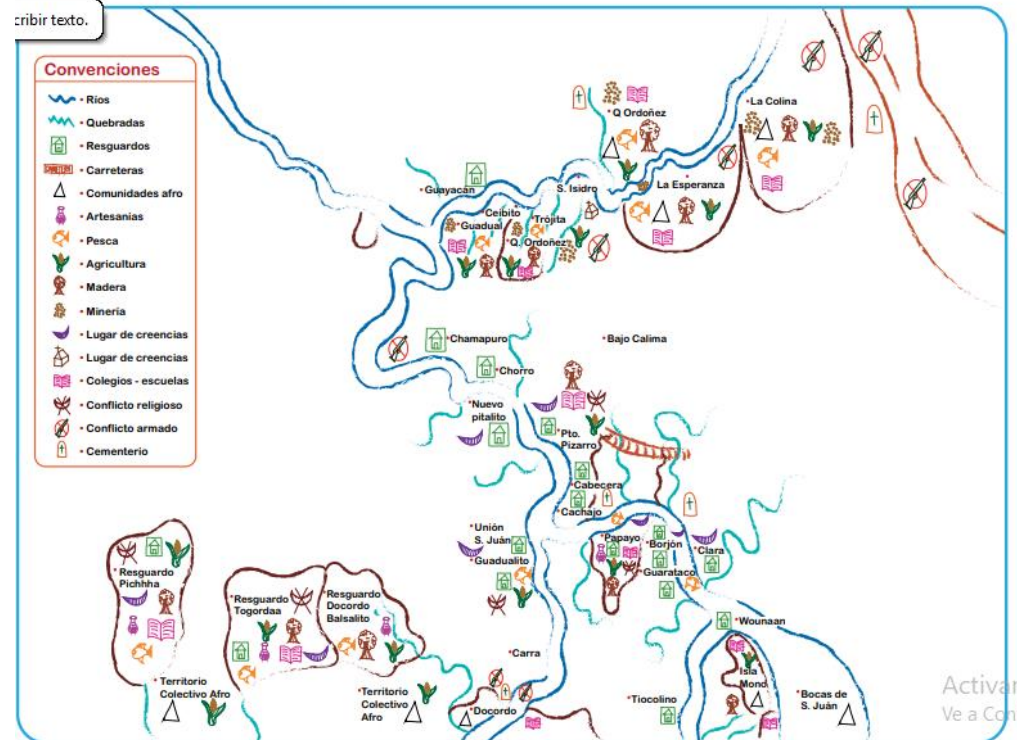 cribir texto.
Convenciones
• Ríos
• Quebradas
• Resguardos
• Carreteras
• Comunidades afro
• Artesanías
• Pesca
• Agricultura
• Madera
• Minería
• Lugar de creencias
• Lugar de creencias
• Colegios - escuelas
• Conflicto religioso
• Conflicto armado
• Cementerio
Q Ordoñez
La Colina
Guayacán
S. Isidro
La Esperanza
Ceibito
Trójita
Guadual
Q. Ordoñez
Chamapuro
Bajo Calima
Chorro
Nuevo
pitalito
Pto.
Pizarro
Cabecera
Cachajo
Unión
S. Juán
Guadualito
Papayo
Borjón
Clara
Guarataco
Resguardo
Pichhha
Resguardo
Togordaa
Resguardo
Docordo
Balsalito
Wounaan
Carra
Isla
Mono
Territorio
Colectivo Afro
Territorio
Colectivo
Afro
Docordo
Tiocolino
Bocas de
S. Juán
Activar
Ve a Con